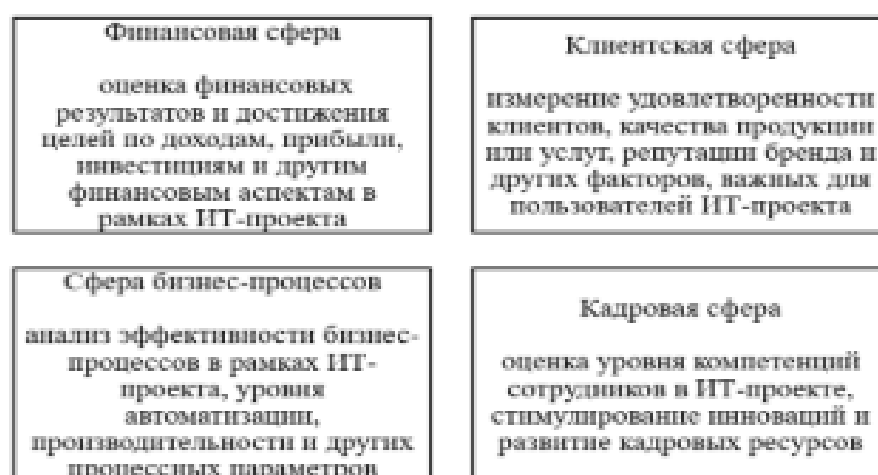 Финансовая сфера
оценка финансовых
результатов и достижения
целей по доходам, прибыли,
инвестициям и другим
финансовым аспектам в
рамках ИТ-проекта
Клиентская сфера
измерение удовлетворенности
клиентов, качества продукции
или услуг, репутации бренда и
других факторов, важных для
пользователей ИТ-проекта
Сфера бизнес-процессов
анализ эффективности бизнес-
процессов в рамках ИТ-
проекта, уровня
автоматизации,
производительности и других
процессных параметров
Кадровая сфера
оценка уровня компетенций
сотрудников в ИТ-проекте,
стимулирование инноваций и
развитие кадровых ресурсов